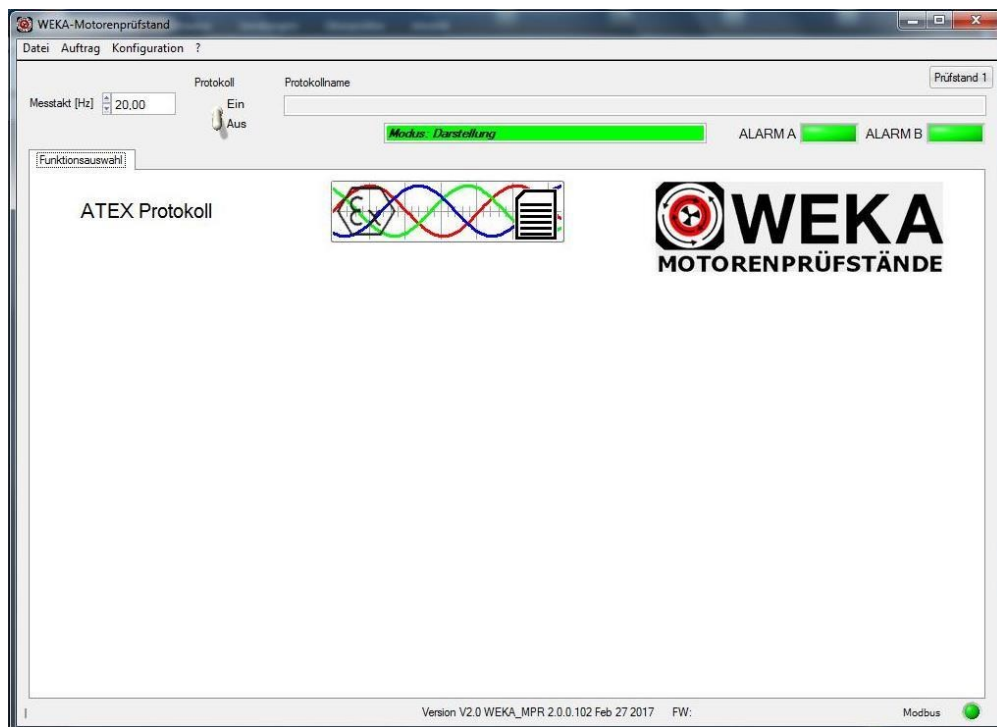 WEKA-Motorenprüfstand
Datei Auftrag Konfiguration ?
Protokoll Protokollname Prüfstand 1
Messtakt [Hz] 20,00 Ein
Aus
Modus: Darstellung ALARM A ALARM B
Funktionsauswahl
ATEX Protokoll
Ex
WEKA
MOTORENPRÜFSTÄNDE
Version V2.0 WEKA_MPR 2.0.0.102 Feb 27 2017 FW: Modbus